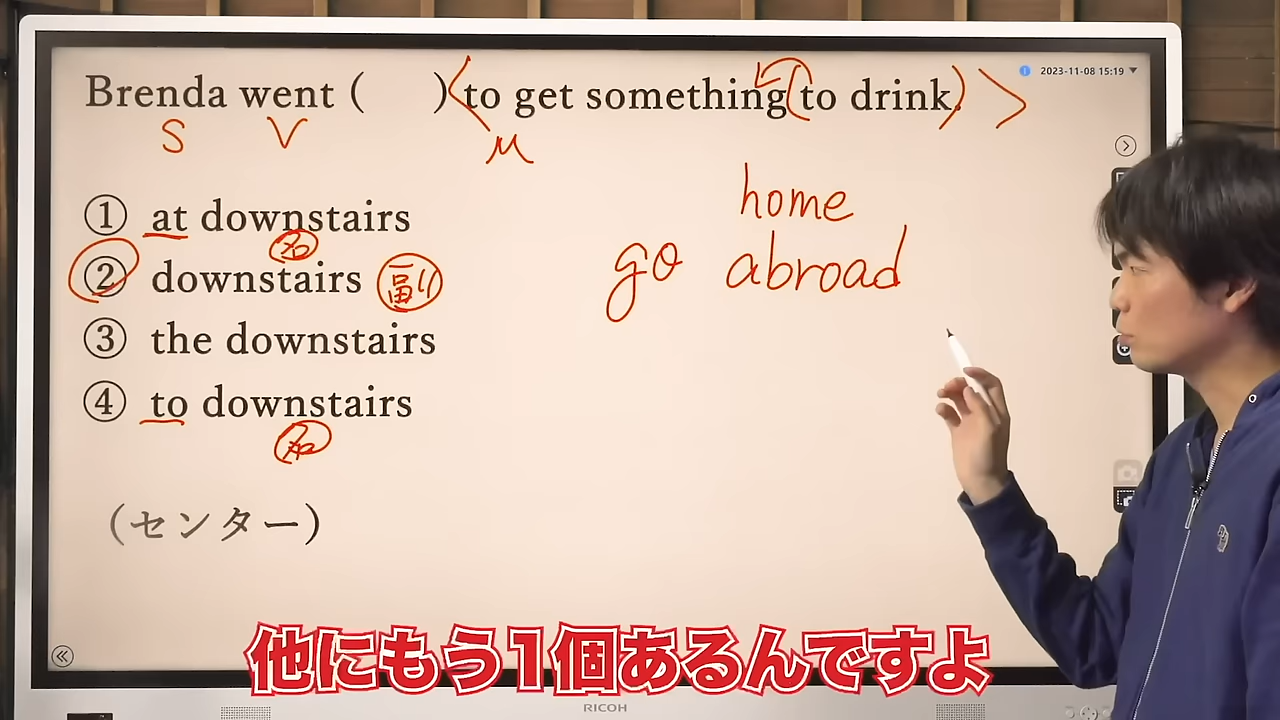 Brenda went (　　) <to get something (to drink.)>
2023-11-08 15:19
S V M
① at downstairs
名
② downstairs 副
③ the downstairs
④ to downstairs
名
home
go abroad
(センター)
他にもう1個あるんですよ
RICOH